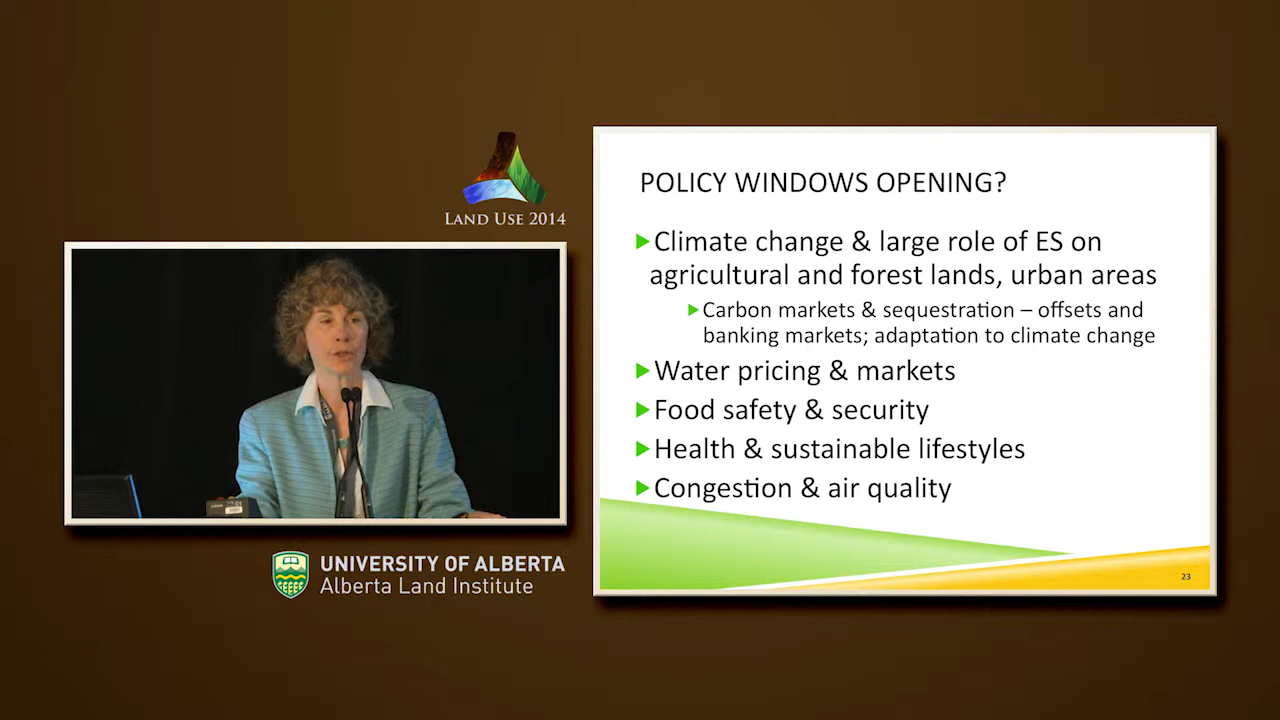 LAND USE 2014
UNIVERSITY OF ALBERTA
Alberta Land Institute
POLICY WINDOWS OPENING?
Climate change & large role of ES on
agricultural and forest lands, urban areas
Carbon markets & sequestration – offsets and
banking markets; adaptation to climate change
Water pricing & markets
Food safety & security
Health & sustainable lifestyles
Congestion & air quality
23